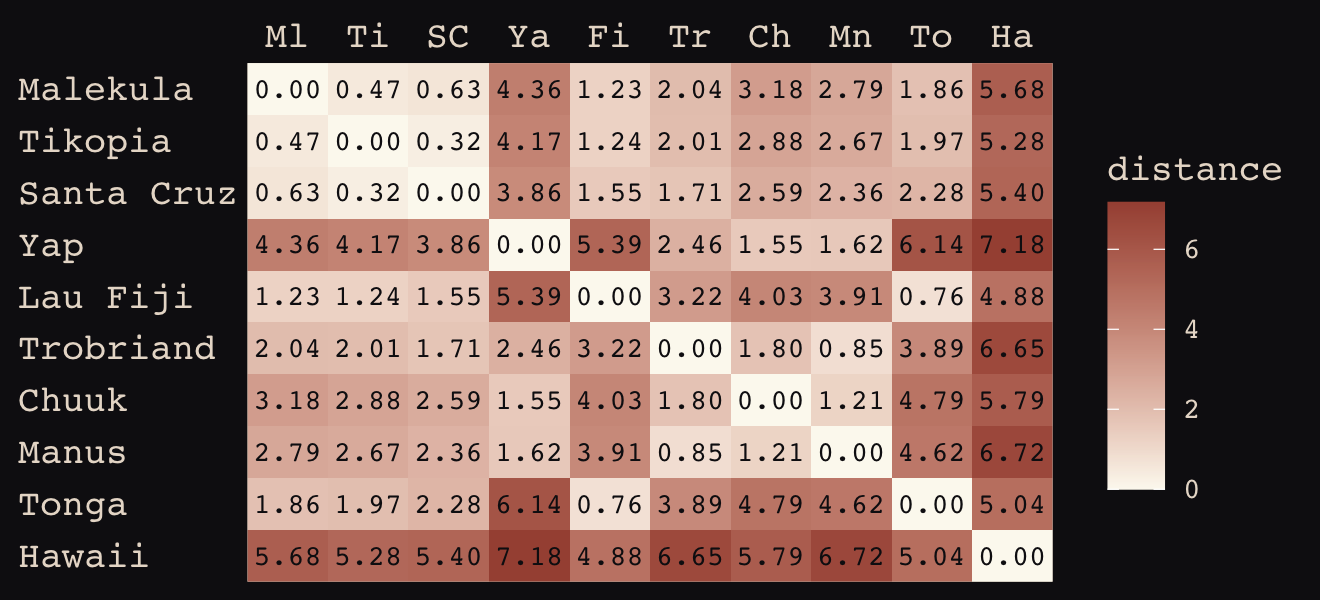 Ml Ti SC Ya Fi Tr Ch Mn To Ha
Malekula 0.00 0.47 0.63 4.36 1.23 2.04 3.18 2.79 1.86 5.68
Tikopia 0.47 0.00 0.32 4.17 1.24 2.01 2.88 2.67 1.97 5.28
Santa Cruz 0.63 0.32 0.00 3.86 1.55 1.71 2.59 2.36 2.28 5.40
Yap 4.36 4.17 3.86 0.00 5.39 2.46 1.55 1.62 6.14 7.18
Lau Fiji 1.23 1.24 1.55 5.39 0.00 3.22 4.03 3.91 0.76 4.88
Trobriand 2.04 2.01 1.71 2.46 3.22 0.00 1.80 0.85 3.89 6.65
Chuuk 3.18 2.88 2.59 1.55 4.03 1.80 0.00 1.21 4.79 5.79
Manus 2.79 2.67 2.36 1.62 3.91 0.85 1.21 0.00 4.62 6.72
Tonga 1.86 1.97 2.28 6.14 0.76 3.89 4.79 4.62 0.00 5.04
Hawaii 5.68 5.28 5.40 7.18 4.88 6.65 5.79 6.72 5.04 0.00
distance
6
4
2
0